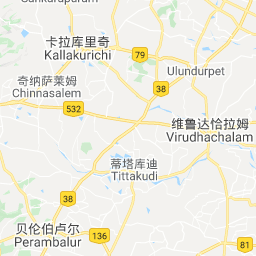 Sankarapuram
卡拉库里奇
Kallakurichi
79
Ulundurpet
奇纳萨莱姆
Chinnasalem
38
532
维鲁达恰拉姆
Virudhachalam
蒂塔库迪
Tittakudi
38
贝伦伯卢尔
Perambalur
136
81